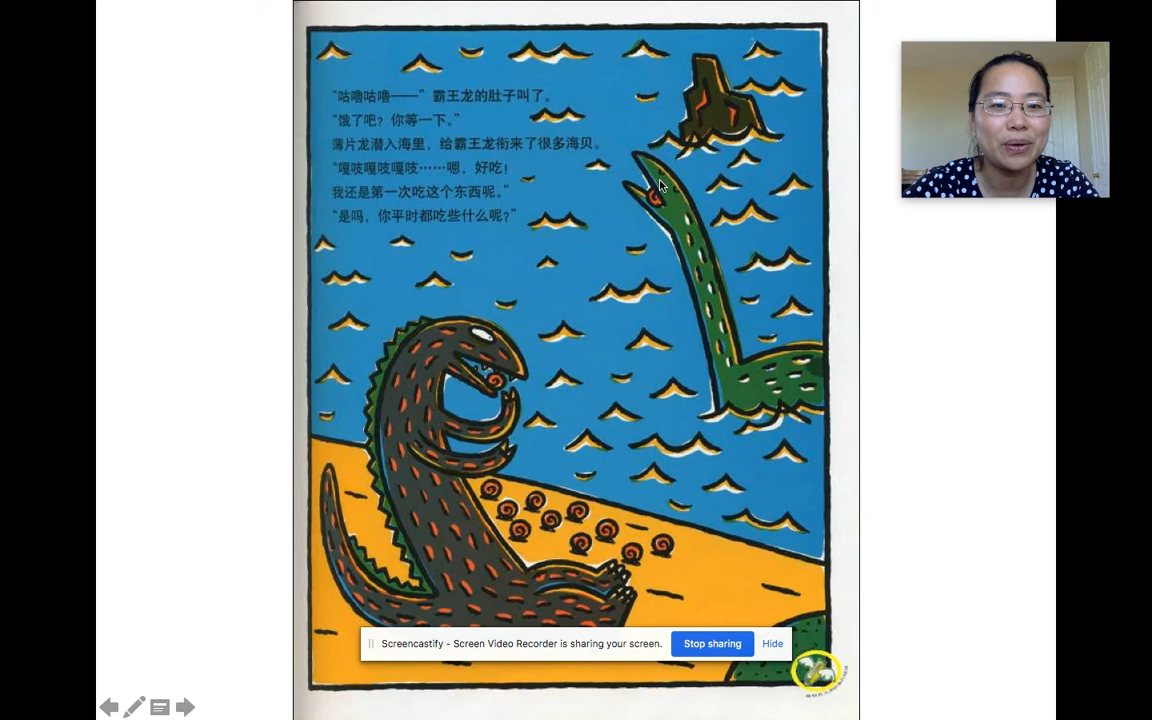 “咕噜咕噜——” 霸王龙的肚子叫了。
“饿了吧？你等一下。”
薄片龙潜入海里，给霸王龙衔来了很多海贝。
“嘎吱嘎吱嘎吱……嗯，好吃！
我还是第一次吃这个东西呢。”
“是吗，你平时都吃些什么呢？”
Screencastify - Screen Video Recorder is sharing your screen.
Stop sharing
Hide